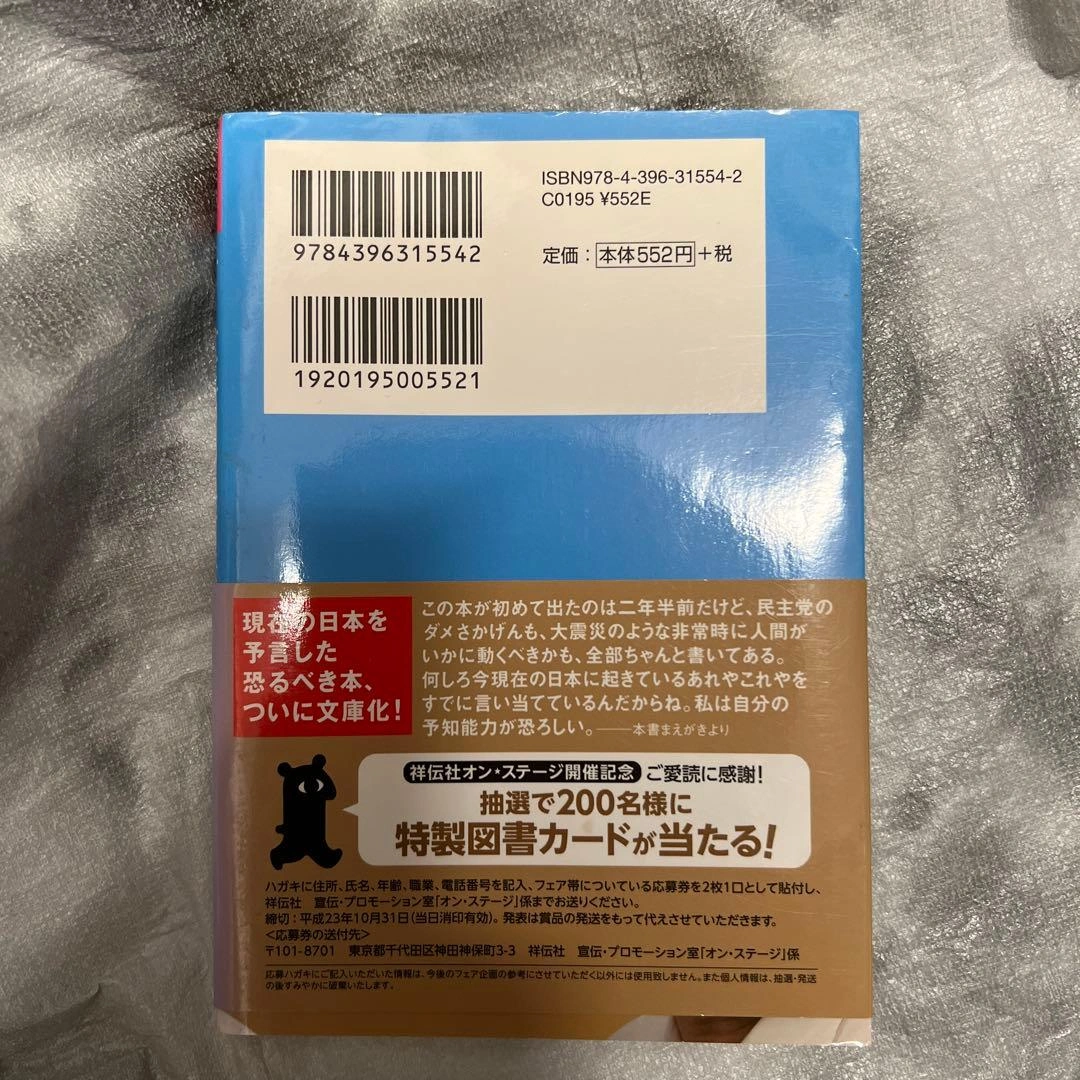 ISBN978-4-396-31554-2
C0195 ¥552E
9784396315542
定価：本体552円＋税
1920195005521
現在の日本を
予言した
恐るべき本、
ついに文庫化！
この本が初めて出たのは二年半前だけど、民主党の
ダメさかげんも、大震災のような非常時に人間が
いかに動くべきかも、全部ちゃんと書いてある。
何しろ今現在の日本に起きているあれやこれやを
すでに言い当てているんだからね。私は自分の
予知能力が恐ろしい。――本書まえがきより
祥伝社オン★ステージ開催記念 ご愛読に感謝！
抽選で200名様に
特製図書カードが当たる！
ハガキに住所、氏名、年齢、職業、電話番号を記入、フェア帯についている応募券を2枚1口として貼付し、
祥伝社　宣伝・プロモーション室「オン・ステージ」係までお送りください。
締切：平成23年10月31日（当日消印有効）。発表は賞品の発送をもって代えさせていただきます。
＜応募券の送付先＞
〒101-8701　東京都千代田区神田神保町3-3　祥伝社　宣伝・プロモーション室「オン・ステージ」係
応募ハガキにご記入いただいた情報は、今後のフェア企画の参考にさせていただく以外には使用致しません。また個人情報は、抽選・発送
の後すみやかに破棄いたします。